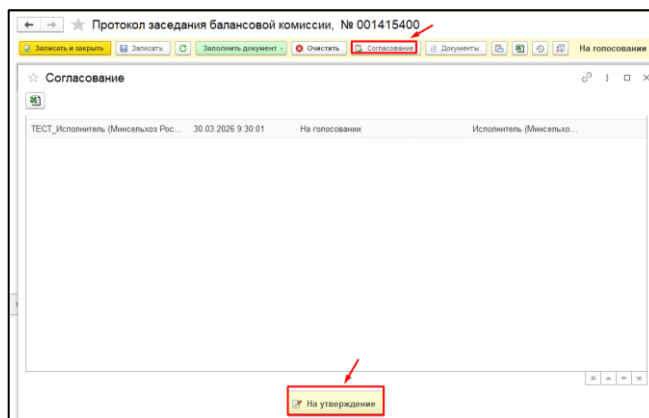 Протокол заседания балансовой комиссии, № 001415400
Записать и закрыть Записать Заполнить документ Очистить Согласование Документы На голосовании
Согласование
ТЕСТ_Исполнитель (Минсельхоз Рос... 30.03.2026 9:30:01 На голосовании Исполнитель (Минсельхо...
На утверждение